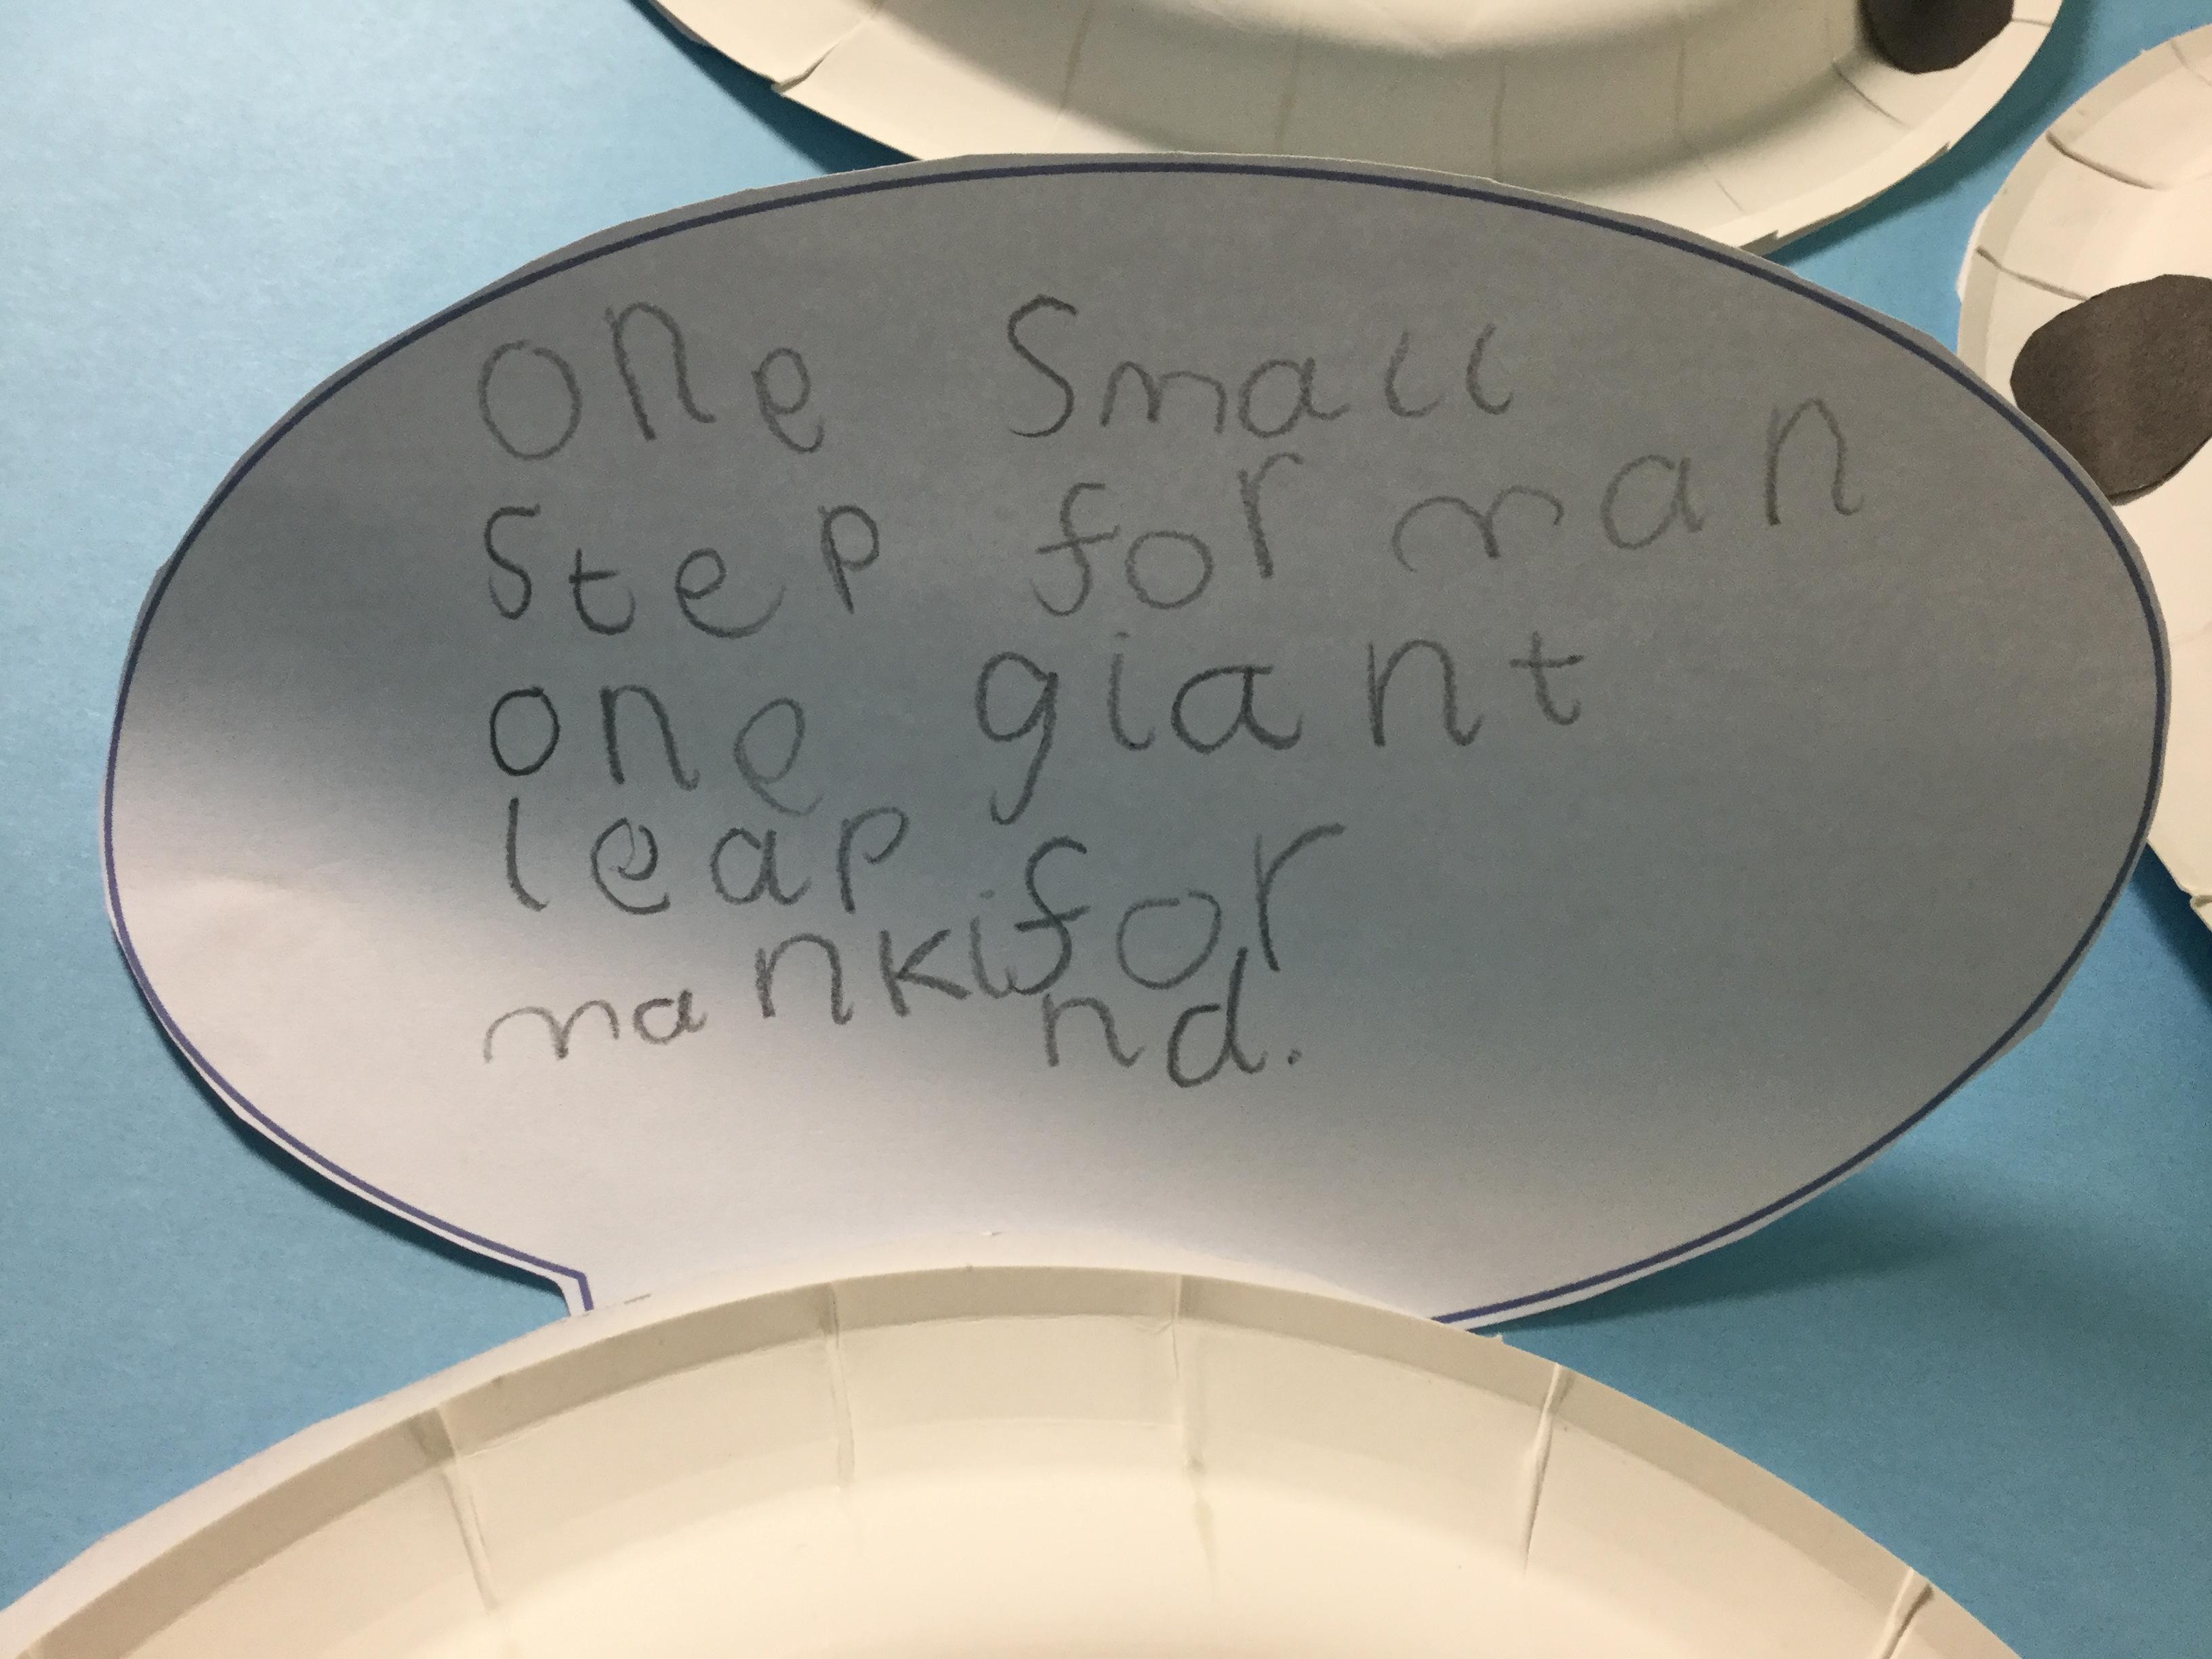 one small
step for man
one giant
leap for
mankind.